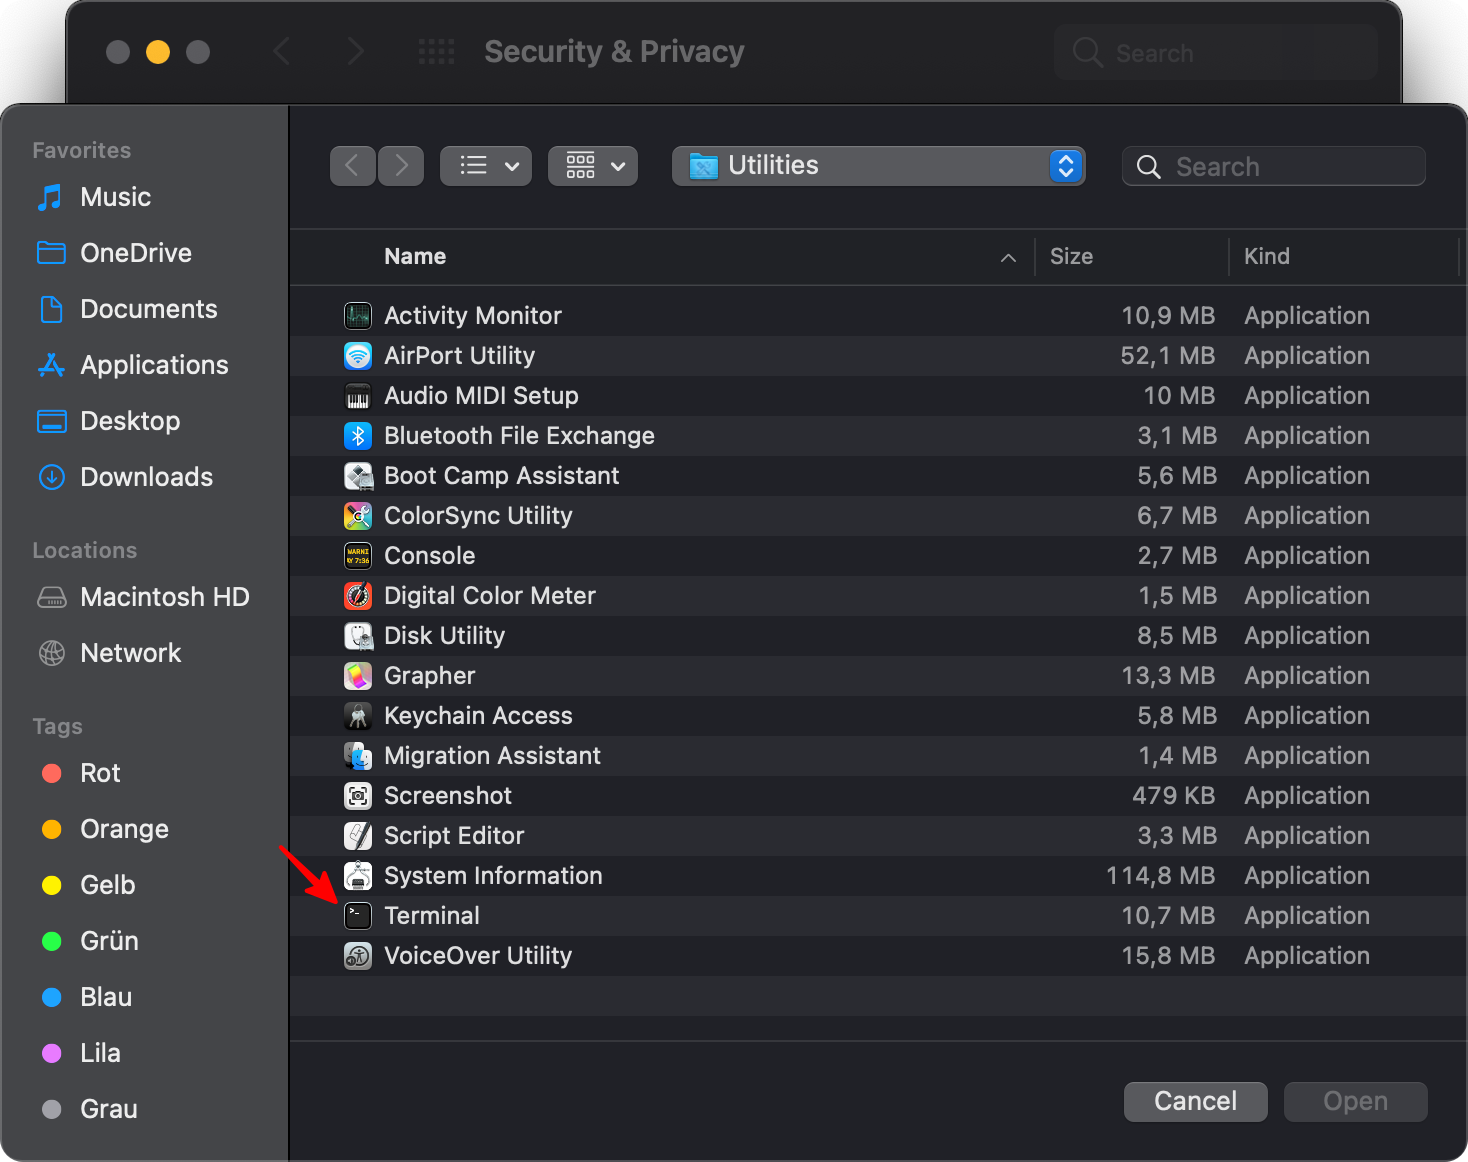 Security & Privacy
Search
Favorites
Music
OneDrive
Documents
Applications
Desktop
Downloads
Locations
Macintosh HD
Network
Tags
Rot
Orange
Gelb
Grün
Blau
Lila
Grau
Utilities
Search
Name Size Kind
Activity Monitor 10,9 MB Application
AirPort Utility 52,1 MB Application
Audio MIDI Setup 10 MB Application
Bluetooth File Exchange 3,1 MB Application
Boot Camp Assistant 5,6 MB Application
ColorSync Utility 6,7 MB Application
Console 2,7 MB Application
Digital Color Meter 1,5 MB Application
Disk Utility 8,5 MB Application
Grapher 13,3 MB Application
Keychain Access 5,8 MB Application
Migration Assistant 1,4 MB Application
Screenshot 479 KB Application
Script Editor 3,3 MB Application
System Information 114,8 MB Application
Terminal 10,7 MB Application
VoiceOver Utility 15,8 MB Application
Cancel Open